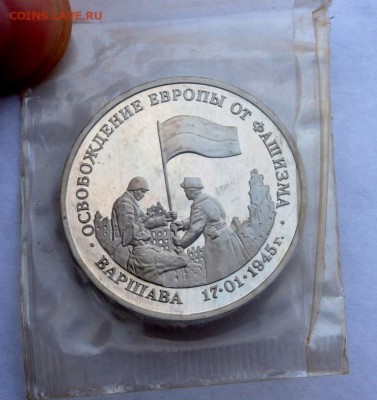 COINS.LAVE.RU
· ОСВОБОЖДЕНИЕ ЕВРОПЫ ОТ ФАШИЗМА ·
ВАРШАВА 17·01·1945г.